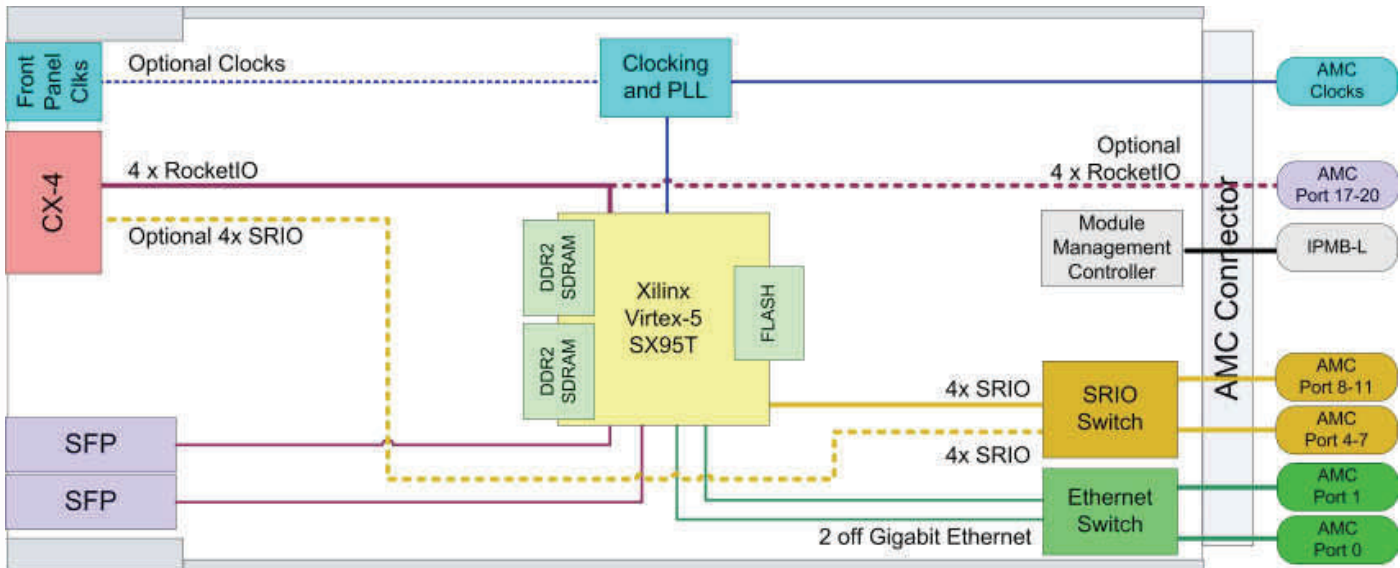 Front
Panel
Clks
Optional Clocks
Clocking
and PLL
AMC
Clocks
CX-4
4 x RocketIO
Optional
4 x RocketIO
AMC
Port 17-20
Optional 4x SRIO
Module
Management
Controller
IPMB-L
AMC Connector
DDR2
SDRAM
DDR2
SDRAM
Xilinx
Virtex-5
SX95T
FLASH
4x SRIO
SRIO
Switch
AMC
Port 8-11
AMC
Port 4-7
4x SRIO
SFP
SFP
Ethernet
Switch
AMC
Port 1
AMC
Port 0
2 off Gigabit Ethernet